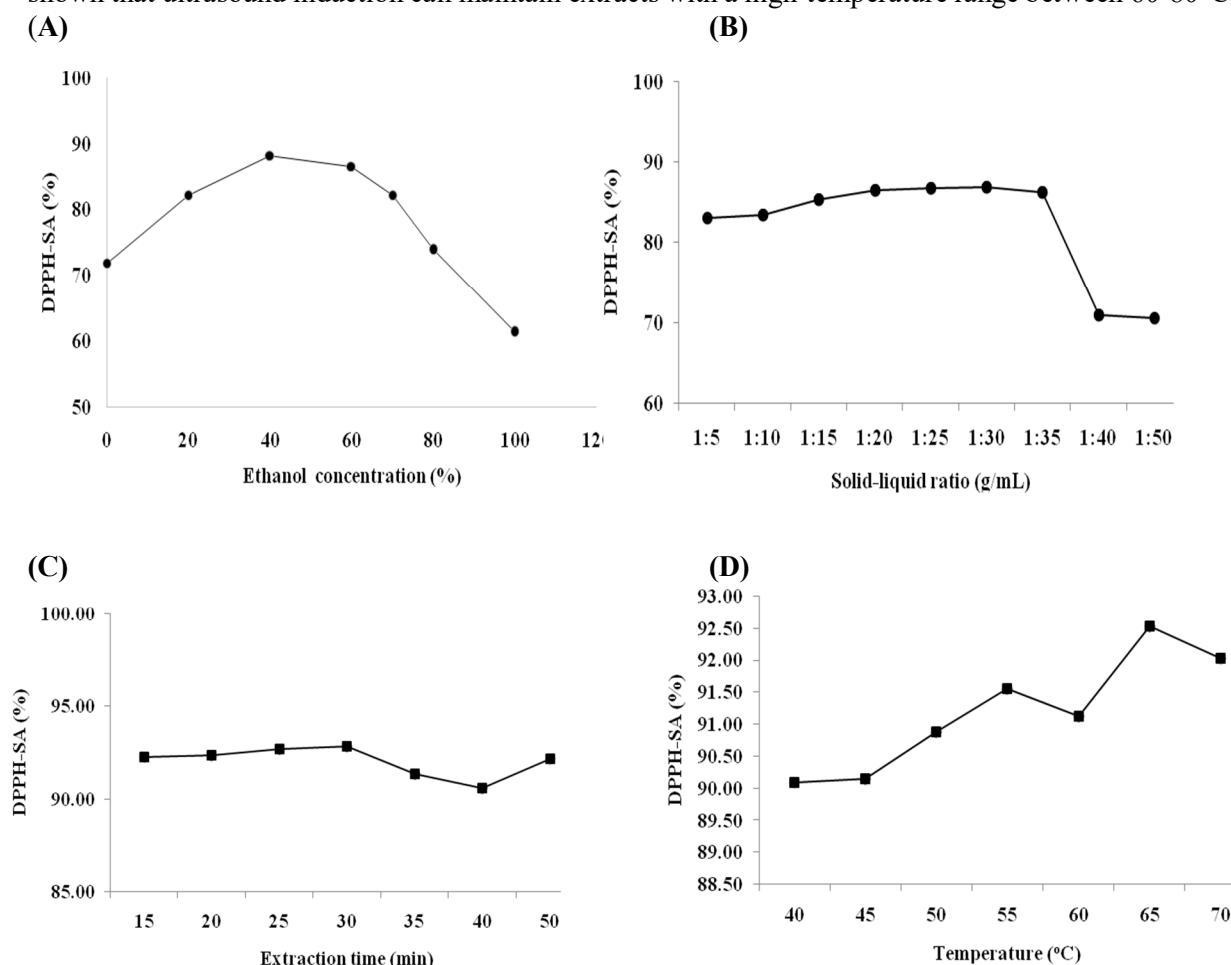 shown that ultrasound induction can maintain extracts with a high temperature range between 60-80°C
(A)
100
90
80
70
60
50
DPPH-SA (%)
0 20 40 60 80 100 12
Ethanol concentration (%)
(B)
100
90
80
70
60
DPPH-SA (%)
1:5 1:10 1:15 1:20 1:25 1:30 1:35 1:40 1:50
Solid-liquid ratio (g/mL)
(C)
100.00
95.00
90.00
85.00
DPPH-SA (%)
15 20 25 30 35 40 50
Extraction time (min)
(D)
93.00
92.50
92.00
91.50
91.00
90.50
90.00
89.50
89.00
88.50
DPPH-SA (%)
40 45 50 55 60 65 70
Temperature (°C)